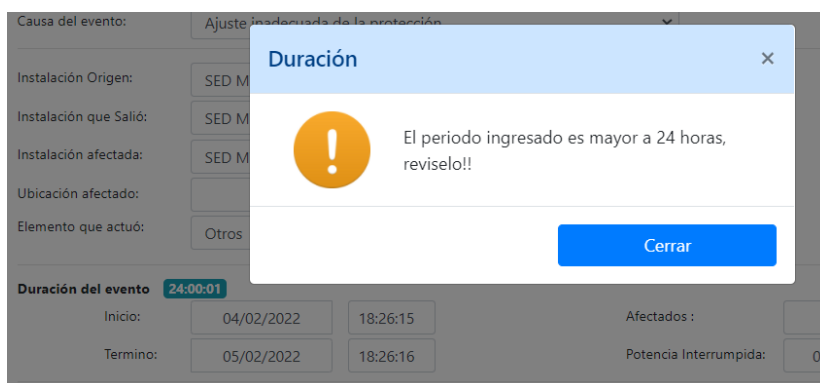 Causa del evento: Ajuste inadecuada de la protección
Duración ×
Instalación Origen: SED M
Instalación que Salió: SED M
El periodo ingresado es mayor a 24 horas,
reviselo!!
Instalación afectada: SED M
Ubicación afectado:
Elemento que actuó: Otros
Cerrar
Duración del evento 24:00:01
Inicio: 04/02/2022 18:26:15 Afectados :
Termino: 05/02/2022 18:26:16 Potencia Interrumpida: 0